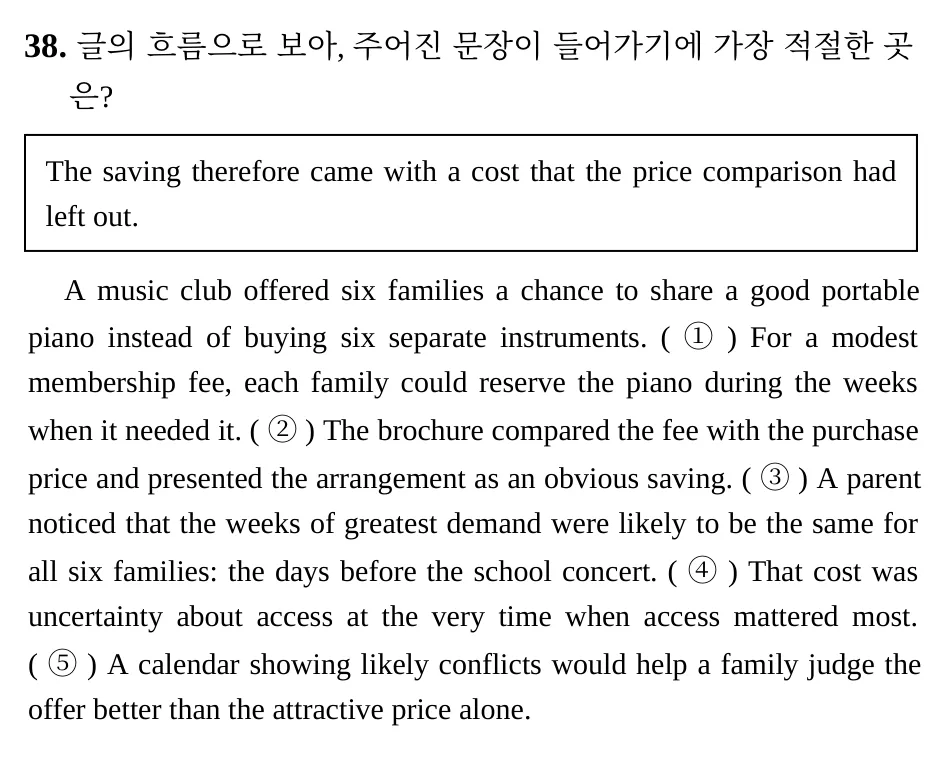 38. 글의 흐름으로 보아, 주어진 문장이 들어가기에 가장 적절한 곳
은?
The saving therefore came with a cost that the price comparison had
left out.
A music club offered six families a chance to share a good portable
piano instead of buying six separate instruments. ( ① ) For a modest
membership fee, each family could reserve the piano during the weeks
when it needed it. ( ② ) The brochure compared the fee with the purchase
price and presented the arrangement as an obvious saving. ( ③ ) A parent
noticed that the weeks of greatest demand were likely to be the same for
all six families: the days before the school concert. ( ④ ) That cost was
uncertainty about access at the very time when access mattered most.
( ⑤ ) A calendar showing likely conflicts would help a family judge the
offer better than the attractive price alone.